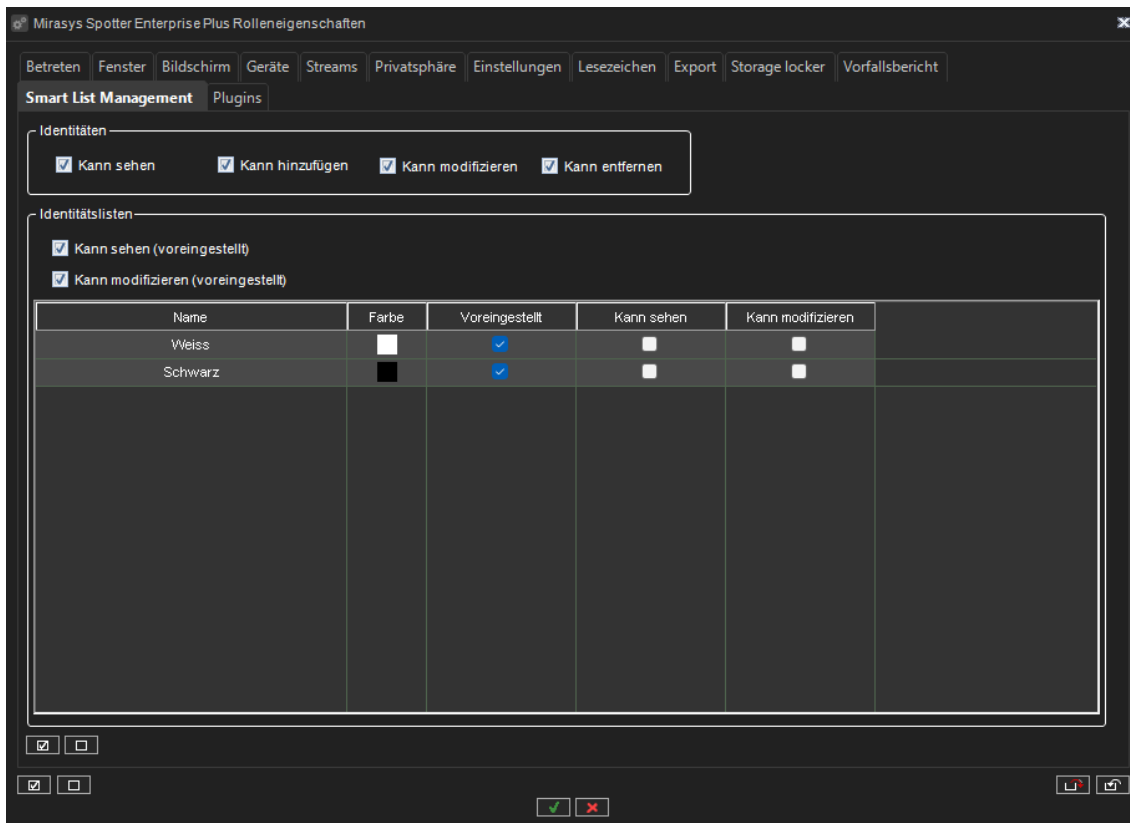 Mirasys Spotter Enterprise Plus Rolleneigenschaften
Betreten Fenster Bildschirm Geräte Streams Privatsphäre Einstellungen Lesezeichen Export Storage locker Vorfallsbericht
Smart List Management Plugins
Identitäten
Kann sehen Kann hinzufügen Kann modifizieren Kann entfernen
Identitätslisten
Kann sehen (voreingestellt)
Kann modifizieren (voreingestellt)
Name Farbe Voreingestellt Kann sehen Kann modifizieren
Weiss
Schwarz